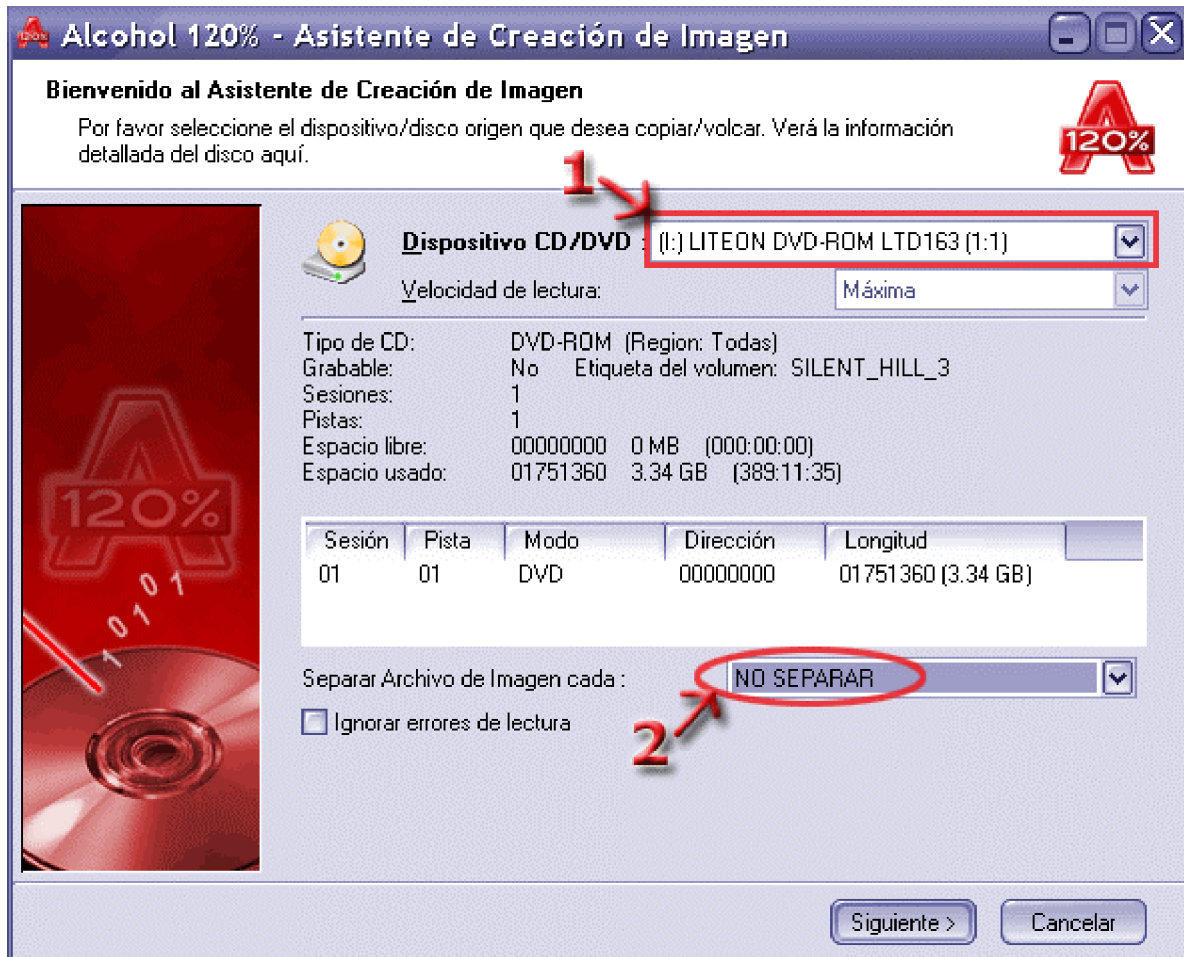 Alcohol 120% - Asistente de Creación de Imagen
Bienvenido al Asistente de Creación de Imagen
Por favor seleccione el dispositivo/disco origen que desea copiar/volcar. Verá la información
detallada del disco aquí.
120%
1
Dispositivo CD/DVD : (I:) LITEON DVD-ROM LTD163 (1:1)
Velocidad de lectura: Máxima
Tipo de CD: DVD-ROM (Region: Todas)
Grabable: No Etiqueta del volumen: SILENT_HILL_3
Sesiones: 1
Pistas: 1
Espacio libre: 00000000 0 MB (000:00:00)
Espacio usado: 01751360 3.34 GB (389:11:35)
120%
Sesión Pista Modo Dirección Longitud
01 01 DVD 00000000 01751360 (3.34 GB)
1 0 1 0 1
Separar Archivo de Imagen cada : NO SEPARAR
Ignorar errores de lectura
2
Siguiente > Cancelar